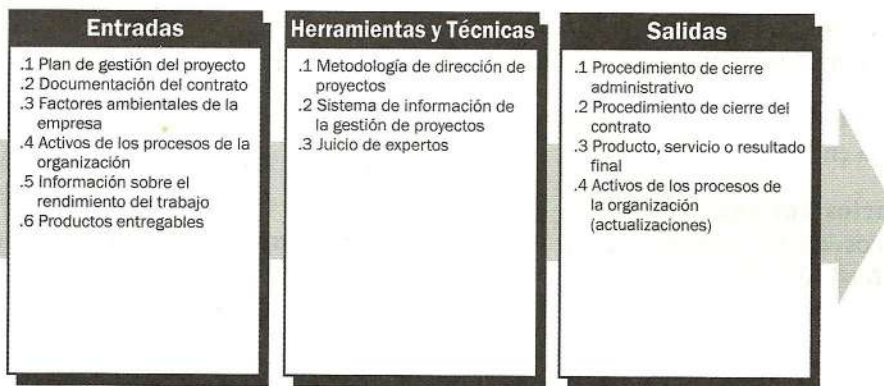 Entradas
.1 Plan de gestión del proyecto
.2 Documentación del contrato
.3 Factores ambientales de la
empresa
.4 Activos de los procesos de la
organización
.5 Información sobre el
rendimiento del trabajo
.6 Productos entregables
Herramientas y Técnicas
.1 Metodología de dirección de
proyectos
.2 Sistema de información de
la gestión de proyectos
.3 Juicio de expertos
Salidas
.1 Procedimiento de cierre
administrativo
.2 Procedimiento de cierre del
contrato
.3 Producto, servicio o resultado
final
.4 Activos de los procesos de
la organización
(actualizaciones)